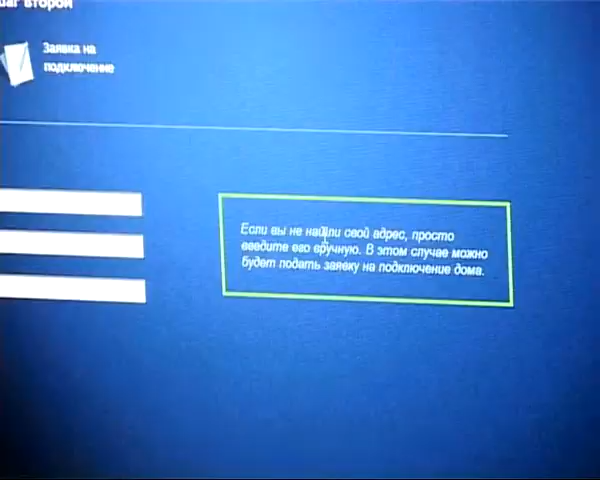 шаг второй
Заявка на
подключение
Если вы не нашли свой адрес, просто
введите его вручную. В этом случае можно
будет подать заявку на подключение дома.